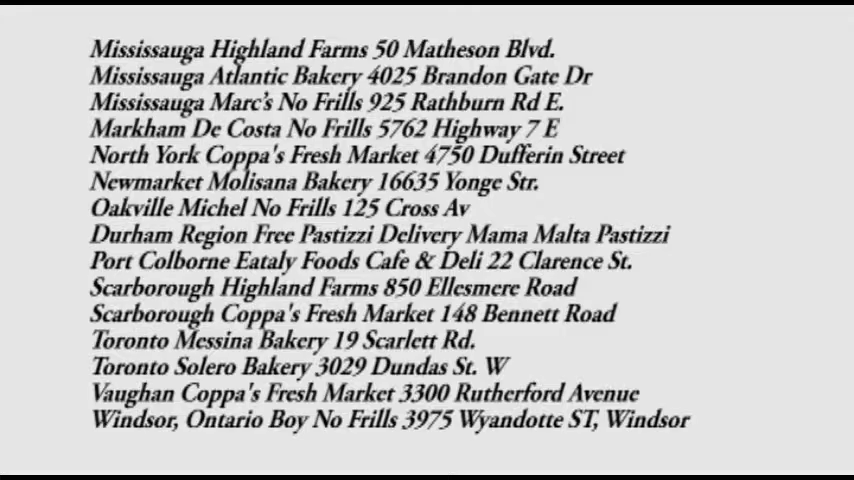 Mississauga Highland Farms 50 Matheson Blvd.
Mississauga Atlantic Bakery 4025 Brandon Gate Dr
Mississauga Marc's No Frills 925 Rathburn Rd E.
Markham De Costa No Frills 5762 Highway 7 E
North York Coppa's Fresh Market 4750 Dufferin Street
Newmarket Molisana Bakery 16635 Yonge Str.
Oakville Michel No Frills 125 Cross Av
Durham Region Free Pastizzi Delivery Mama Malta Pastizzi
Port Colborne Eataly Foods Cafe & Deli 22 Clarence St.
Scarborough Highland Farms 850 Ellesmere Road
Scarborough Coppa's Fresh Market 148 Bennett Road
Toronto Messina Bakery 19 Scarlett Rd.
Toronto Solero Bakery 3029 Dundas St. W
Vaughan Coppa's Fresh Market 3300 Rutherford Avenue
Windsor, Ontario Boy No Frills 3975 Wyandotte ST, Windsor